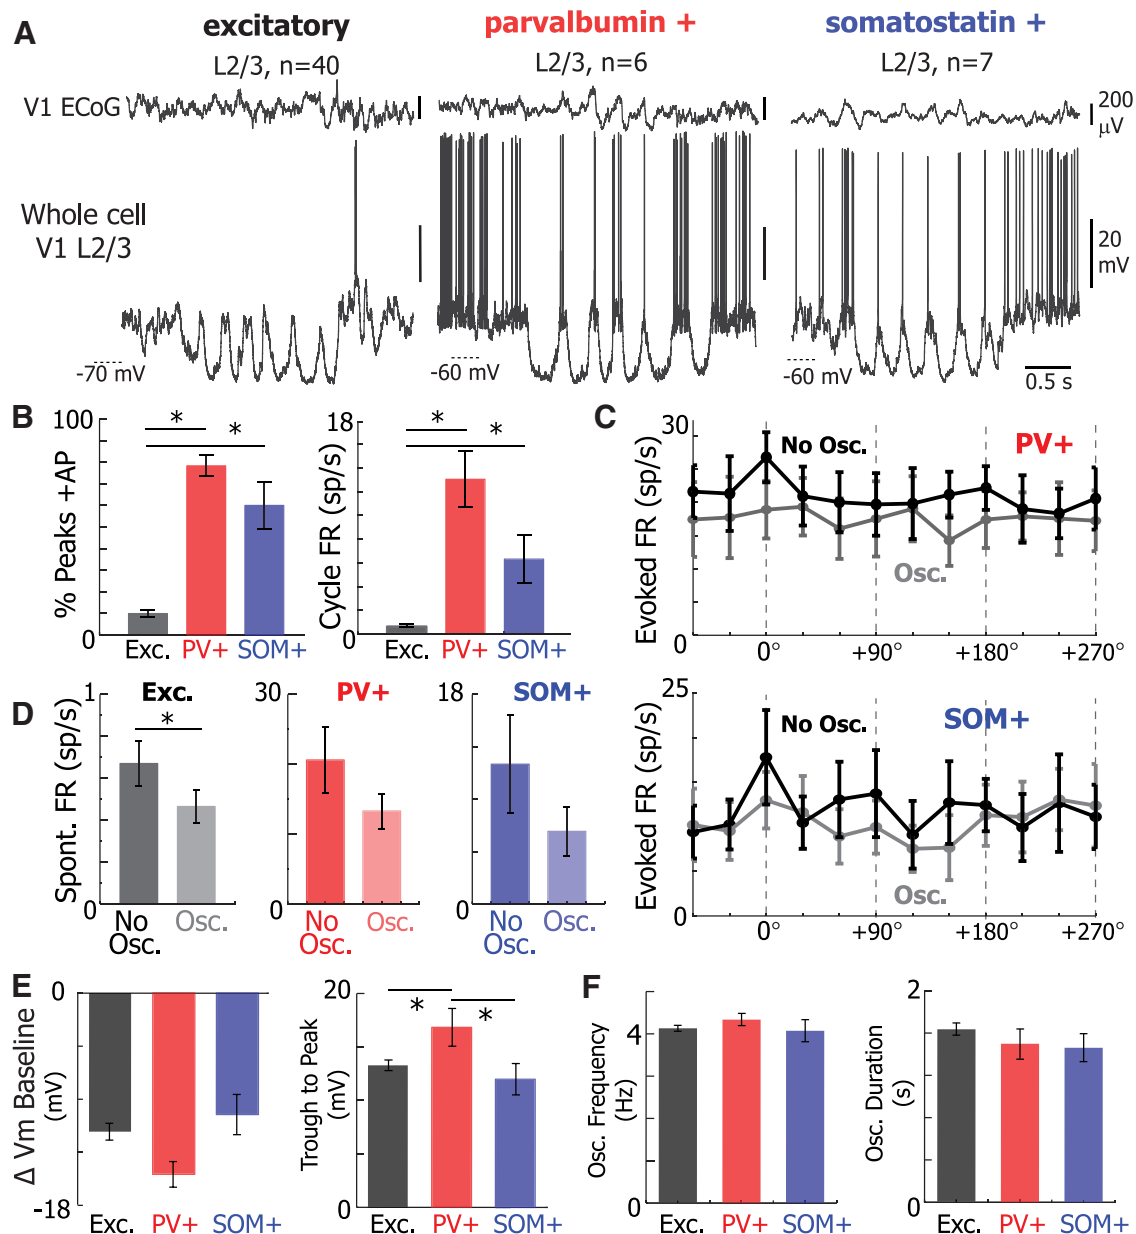 A
excitatory
parvalbumin +
somatostatin +
L2/3, n=40
L2/3, n=6
L2/3, n=7
V1 ECoG
200
μV
Whole cell
V1 L2/3
20
mV
-70 mV
-60 mV
-60 mV
0.5 s
B
100
% Peaks +AP
0
*
*
Exc.
PV+
SOM+
18
Cycle FR (sp/s)
0
*
*
Exc.
PV+
SOM+
C
30
Evoked FR (sp/s)
0
No Osc.
PV+
Osc.
0°
+90°
+180°
+270°
25
Evoked FR (sp/s)
0
No Osc.
SOM+
Osc.
0°
+90°
+180°
+270°
D
1
Spont. FR (sp/s)
0
Exc.
*
No
Osc.
Osc.
30
0
PV+
No
Osc.
Osc.
18
0
SOM+
No
Osc.
Osc.
E
0
Δ Vm Baseline
(mV)
-18
Exc.
PV+
SOM+
20
Trough to Peak
(mV)
0
*
*
Exc.
PV+
SOM+
F
4
Osc. Frequency
(Hz)
0
Exc.
PV+
SOM+
2
Osc. Duration
(s)
0
Exc.
PV+
SOM+